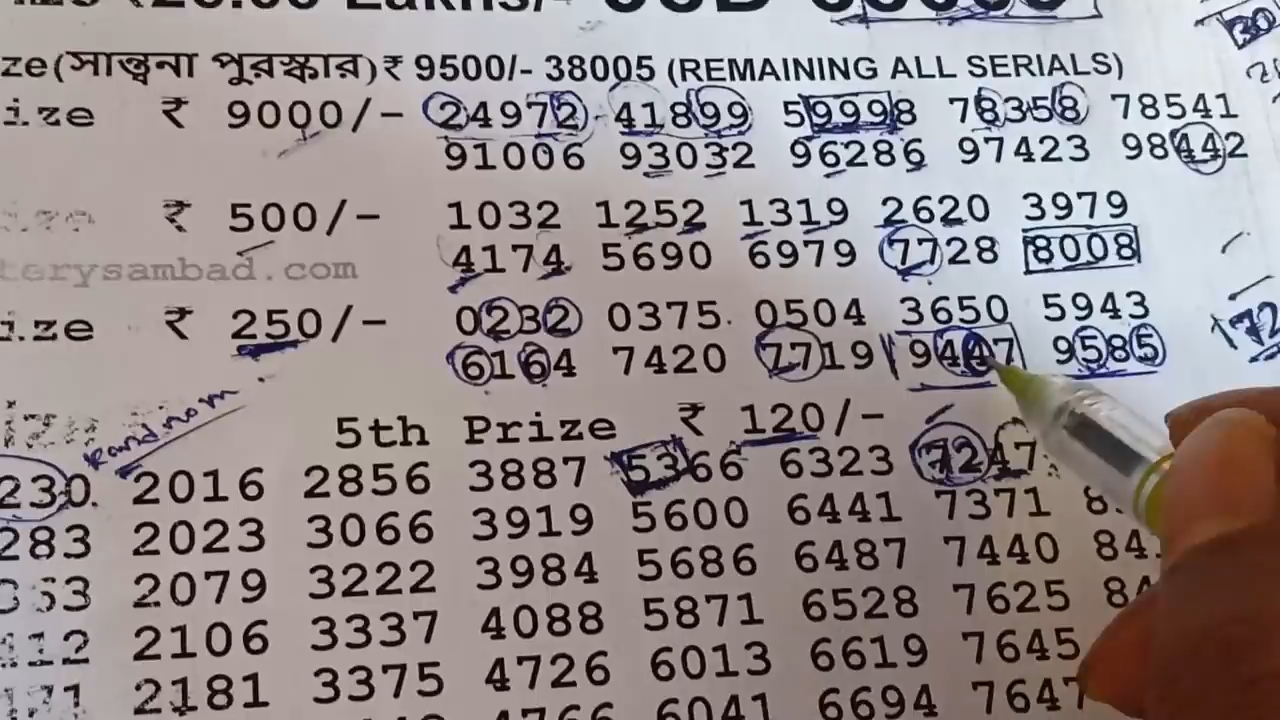 ze(সান্ত্বনা পুরস্কার)₹ 9500/- 38005 (REMAINING ALL SERIALS)
ize ₹ 9000/- 24972 41899 59998 78358 78541
91006 93032 96286 97423 98442
₹ 500/- 1032 1252 1319 2620 3979
terysambad.com 4174 5690 6979 7728 8008
ize ₹ 250/- 0232 0375 0504 3650 5943
6164 7420 7719 9447 9585
5th Prize ₹ 120/-
230 2016 2856 3887 5366 6323 7247
283 2023 3066 3919 5600 6441 7371
2079 3222 3984 5686 6487 7440 84
2106 3337 4088 5871 6528 7625 84
2181 3375 4726 6013 6619 7645
4766 6041 6694 7647